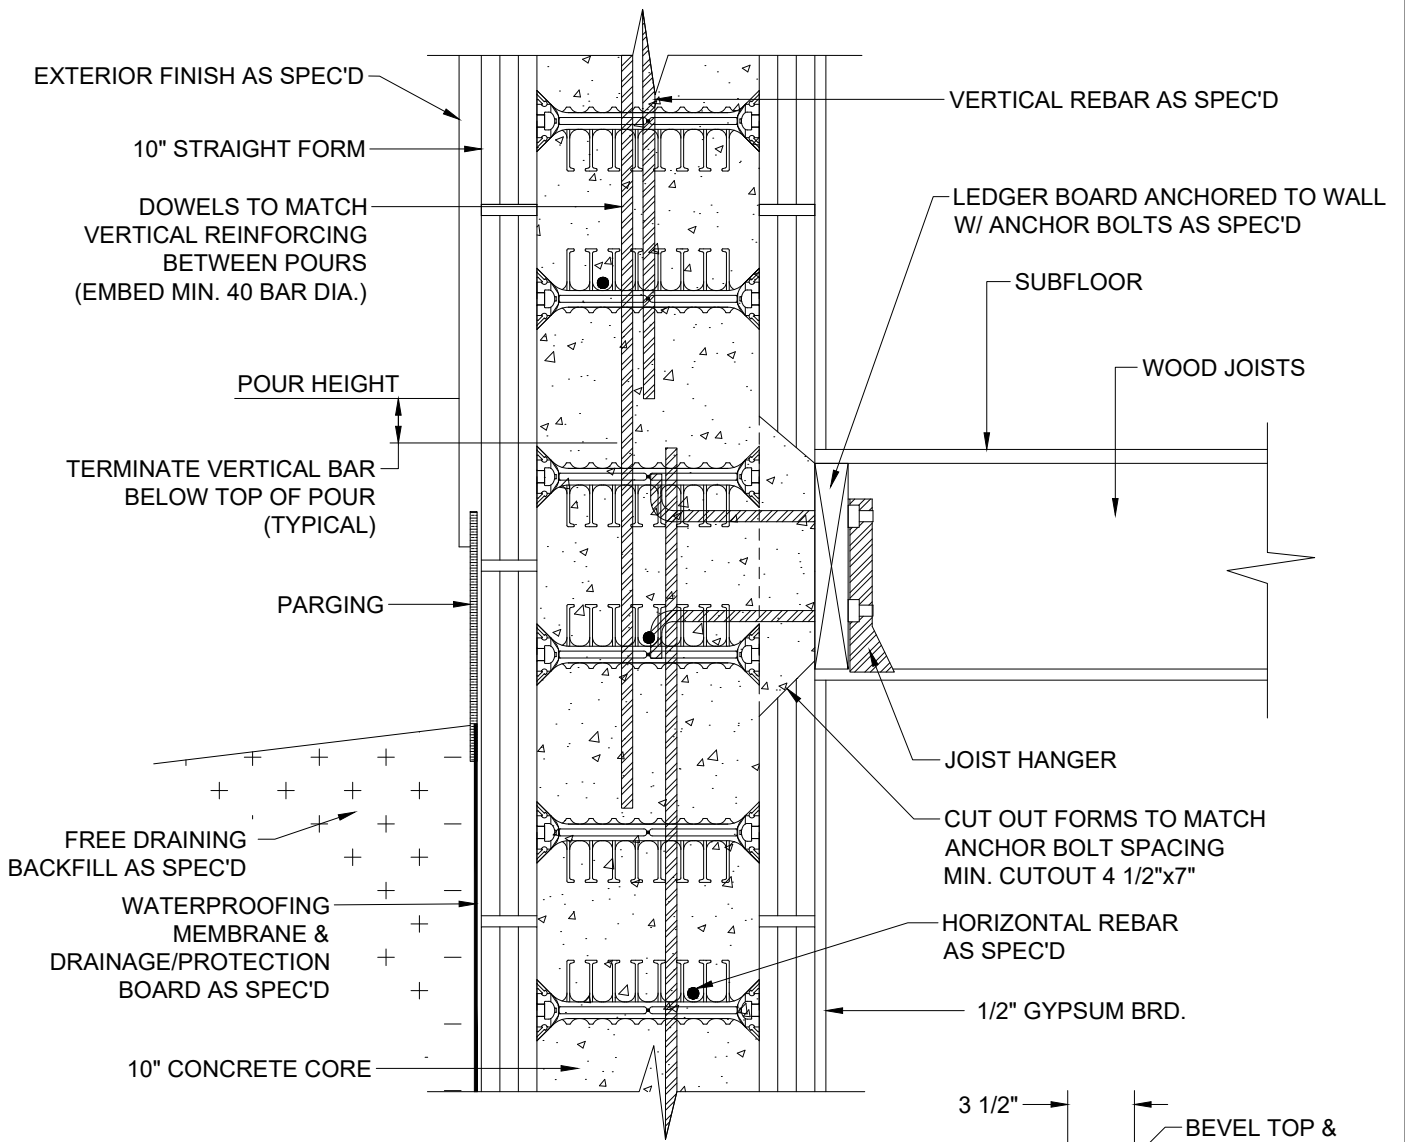 EXTERIOR FINISH AS SPEC'D
10" STRAIGHT FORM
DOWELS TO MATCH
VERTICAL REINFORCING
BETWEEN POURS
(EMBED MIN. 40 BAR DIA.)
POUR HEIGHT
TERMINATE VERTICAL BAR
BELOW TOP OF POUR
(TYPICAL)
PARGING
FREE DRAINING
BACKFILL AS SPEC'D
WATERPROOFING
MEMBRANE &
DRAINAGE/PROTECTION
BOARD AS SPEC'D
10" CONCRETE CORE
VERTICAL REBAR AS SPEC'D
LEDGER BOARD ANCHORED TO WALL
W/ ANCHOR BOLTS AS SPEC'D
SUBFLOOR
WOOD JOISTS
JOIST HANGER
CUT OUT FORMS TO MATCH
ANCHOR BOLT SPACING
MIN. CUTOUT 4 1/2"x7"
HORIZONTAL REBAR
AS SPEC'D
1/2" GYPSUM BRD.
3 1/2"
BEVEL TOP &